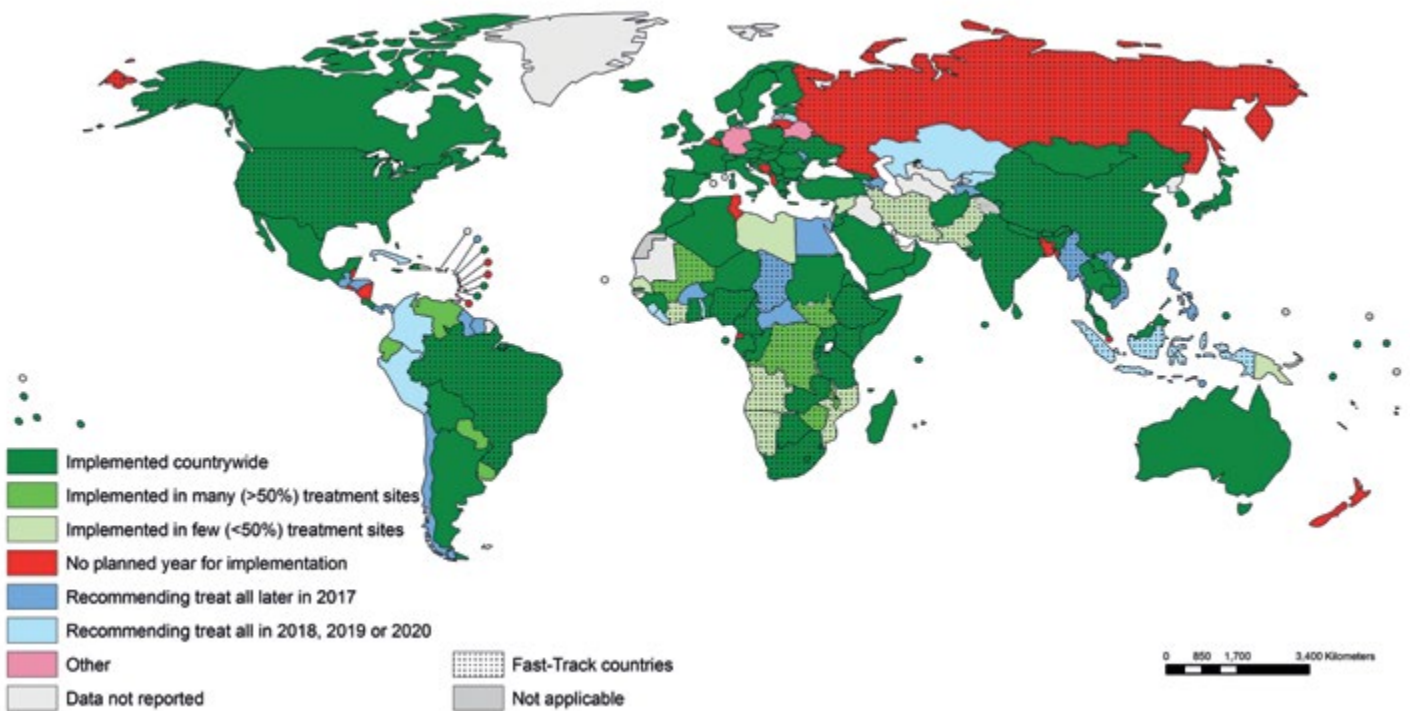 Implemented countrywide
Implemented in many (>50%) treatment sites
Implemented in few (<50%) treatment sites
No planned year for implementation
Recommending treat all later in 2017
Recommending treat all in 2018, 2019 or 2020
Other
Data not reported
Fast-Track countries
Not applicable
0 850 1,700 3,400 Kilometers